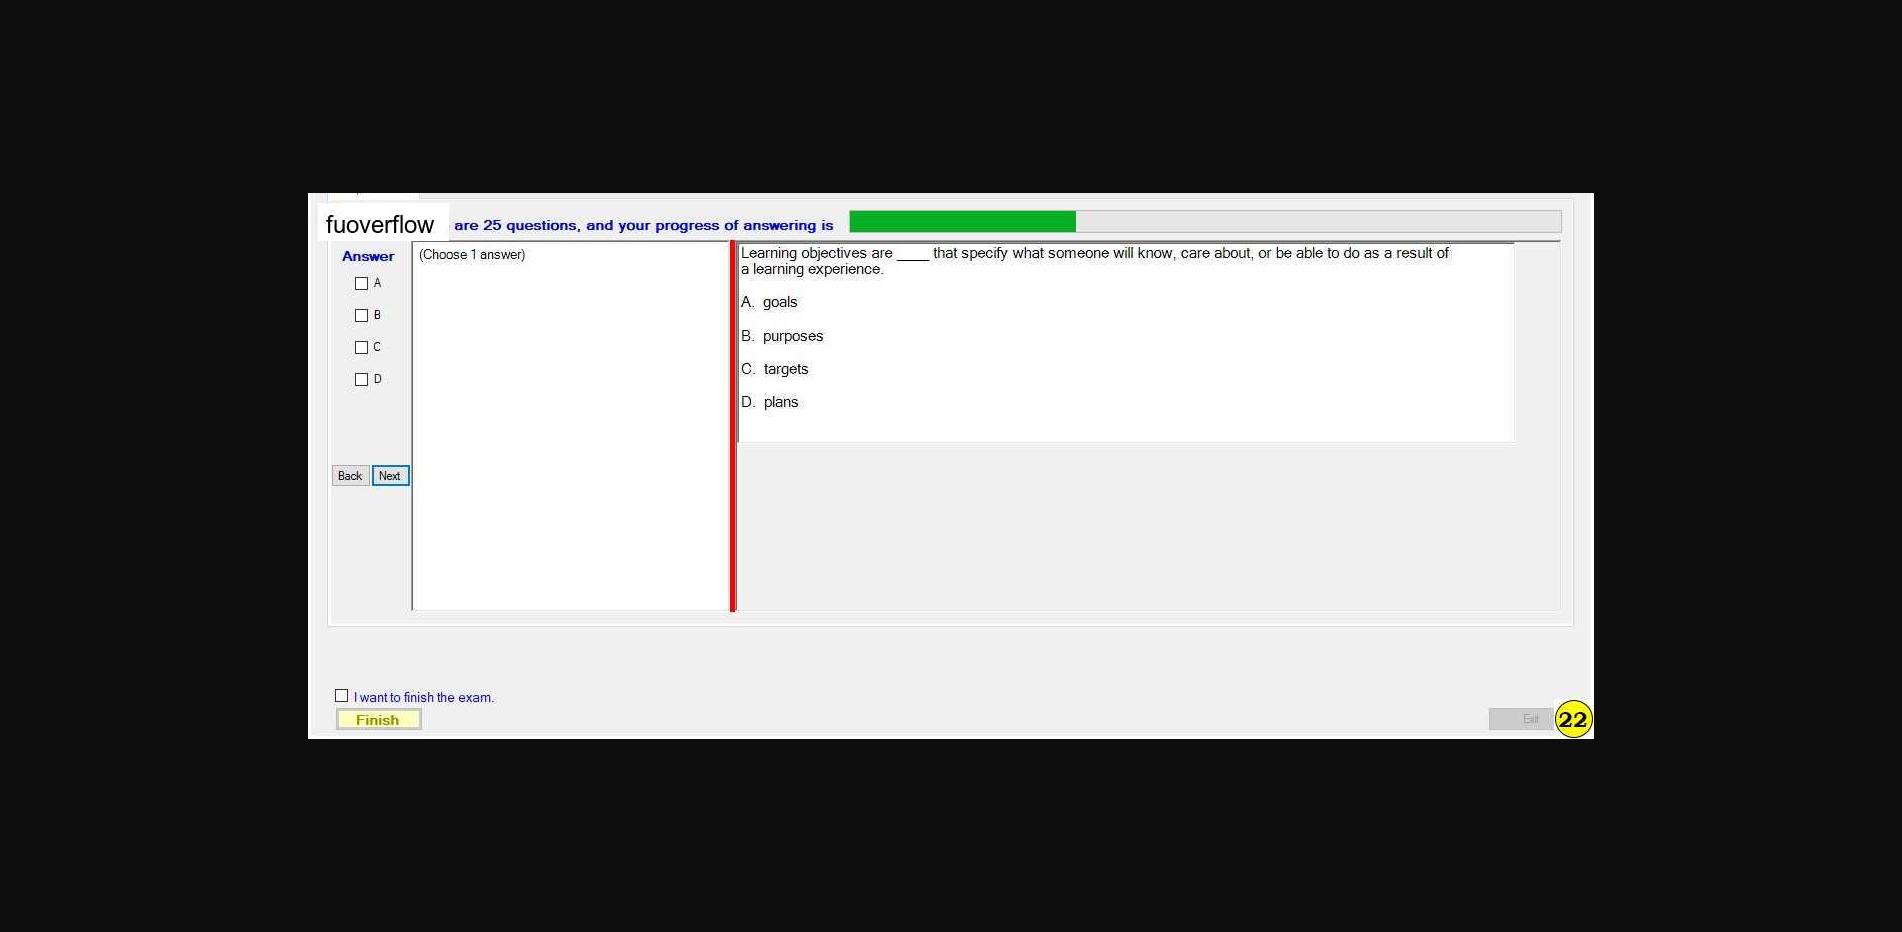 fuoverflow are 25 questions, and your progress of answering is
Answer
A
B
C
D
Back Next
(Choose 1 answer)
Learning objectives are ____ that specify what someone will know, care about, or be able to do as a result of
a learning experience.
A. goals
B. purposes
C. targets
D. plans
I want to finish the exam.
Finish
Exit
22